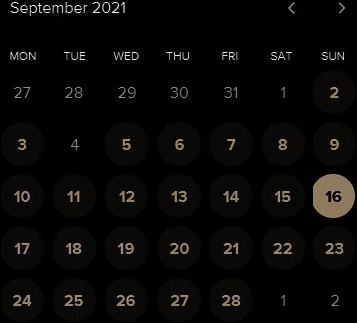 September 2021
MON TUE WED THU FRI SAT SUN
27 28 29 30 31 1 2
3 4 5 6 7 8 9
10 11 12 13 14 15 16
17 18 19 20 21 22 23
24 25 26 27 28 1 2